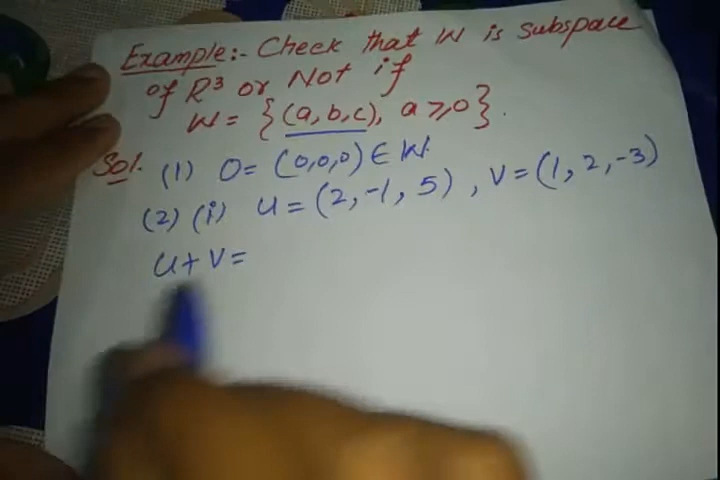 Example:- Check that W is subspace
of R³ or Not if
W = {(a,b,c), a ≥ 0}.
Sol. (1) 0 = (0,0,0) ∈ W.
(2) (i) u = (2, -1, 5), v = (1, 2, -3)
u + v =